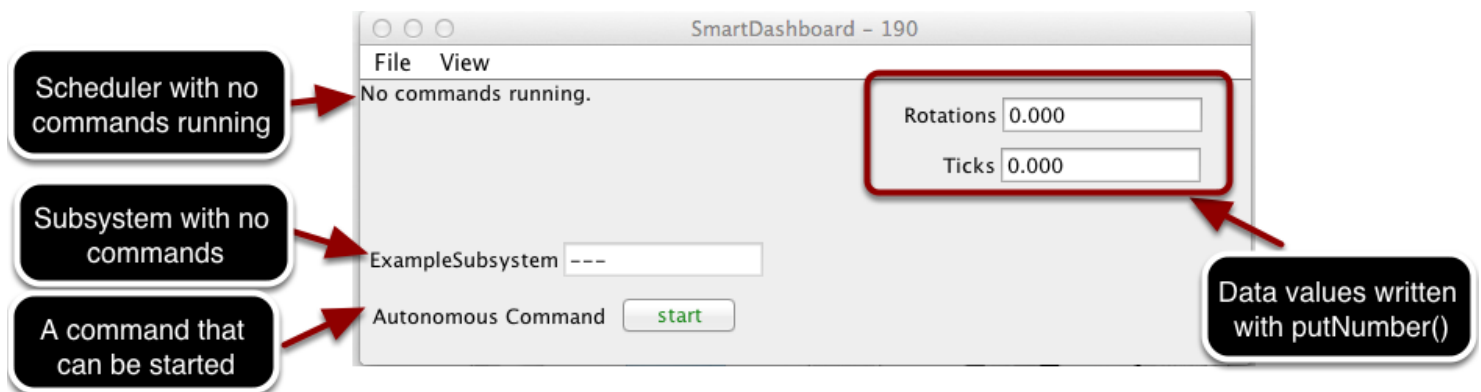 SmartDashboard – 190
File View
Scheduler with no
commands running
No commands running.
Rotations 0.000
Ticks 0.000
Subsystem with no
commands
ExampleSubsystem ---
Data values written
with putNumber()
A command that
can be started
Autonomous Command start